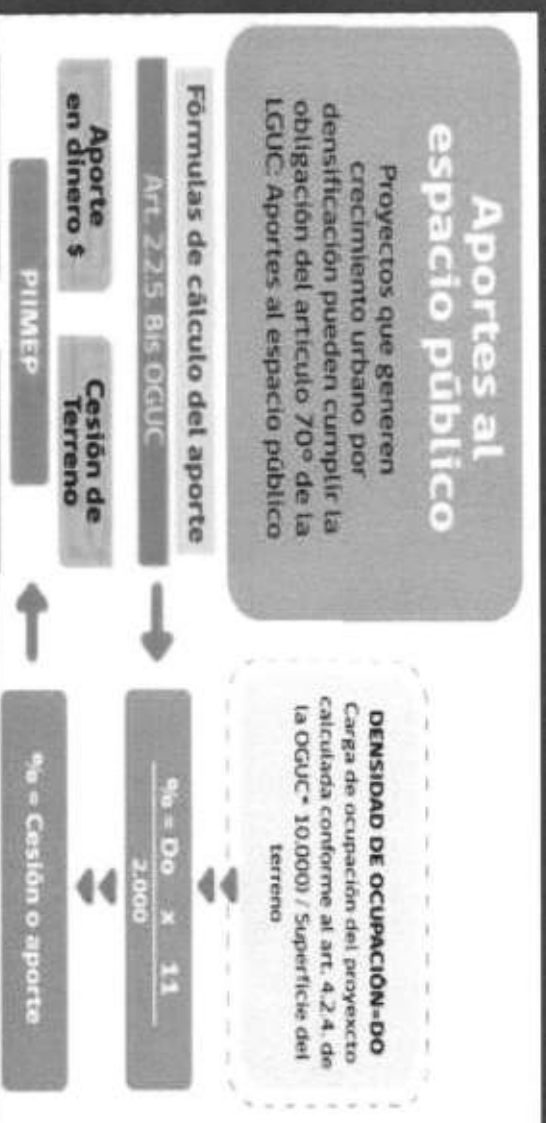 Aportes al
espacio público
Proyectos que generen
crecimiento urbano por
densificación pueden cumplir la
obligación del artículo 70º de la
LGUC: Aportes al espacio público
Fórmulas de cálculo del aporte
Art. 2.2.5 Bis OGUC
Aporte
en dinero $
Cesión de
Terreno
PIIMEP
DENSIDAD DE OCUPACIÓN=DO
Carga de ocupación del proyexcto
calculada conforme al art. 4.2.4. de
la OGUC* 10.000) / Superficie del
terreno
% = Do x 11
2.000
% = Cesión o aporte